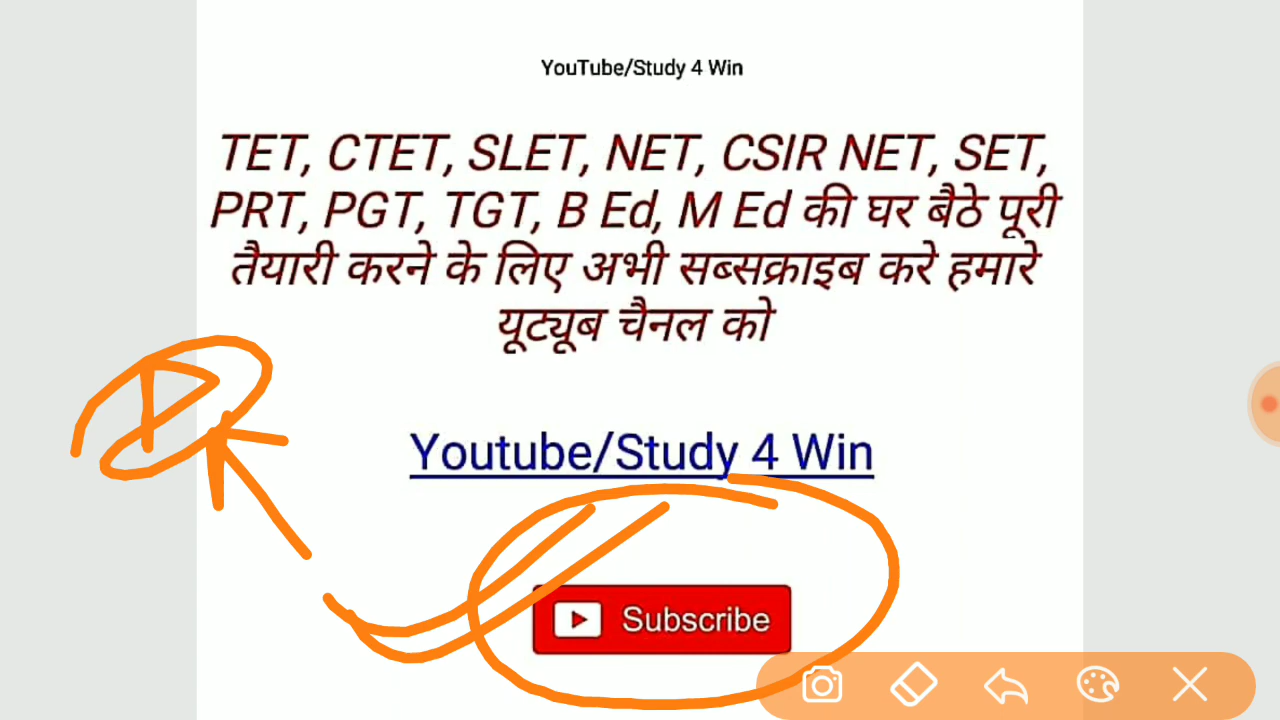 YouTube/Study 4 Win
TET, CTET, SLET, NET, CSIR NET, SET,
PRT, PGT, TGT, B Ed, M Ed की घर बैठे पूरी
तैयारी करने के लिए अभी सब्सक्राइब करे हमारे
यूट्यूब चैनल को
Youtube/Study 4 Win
Subscribe